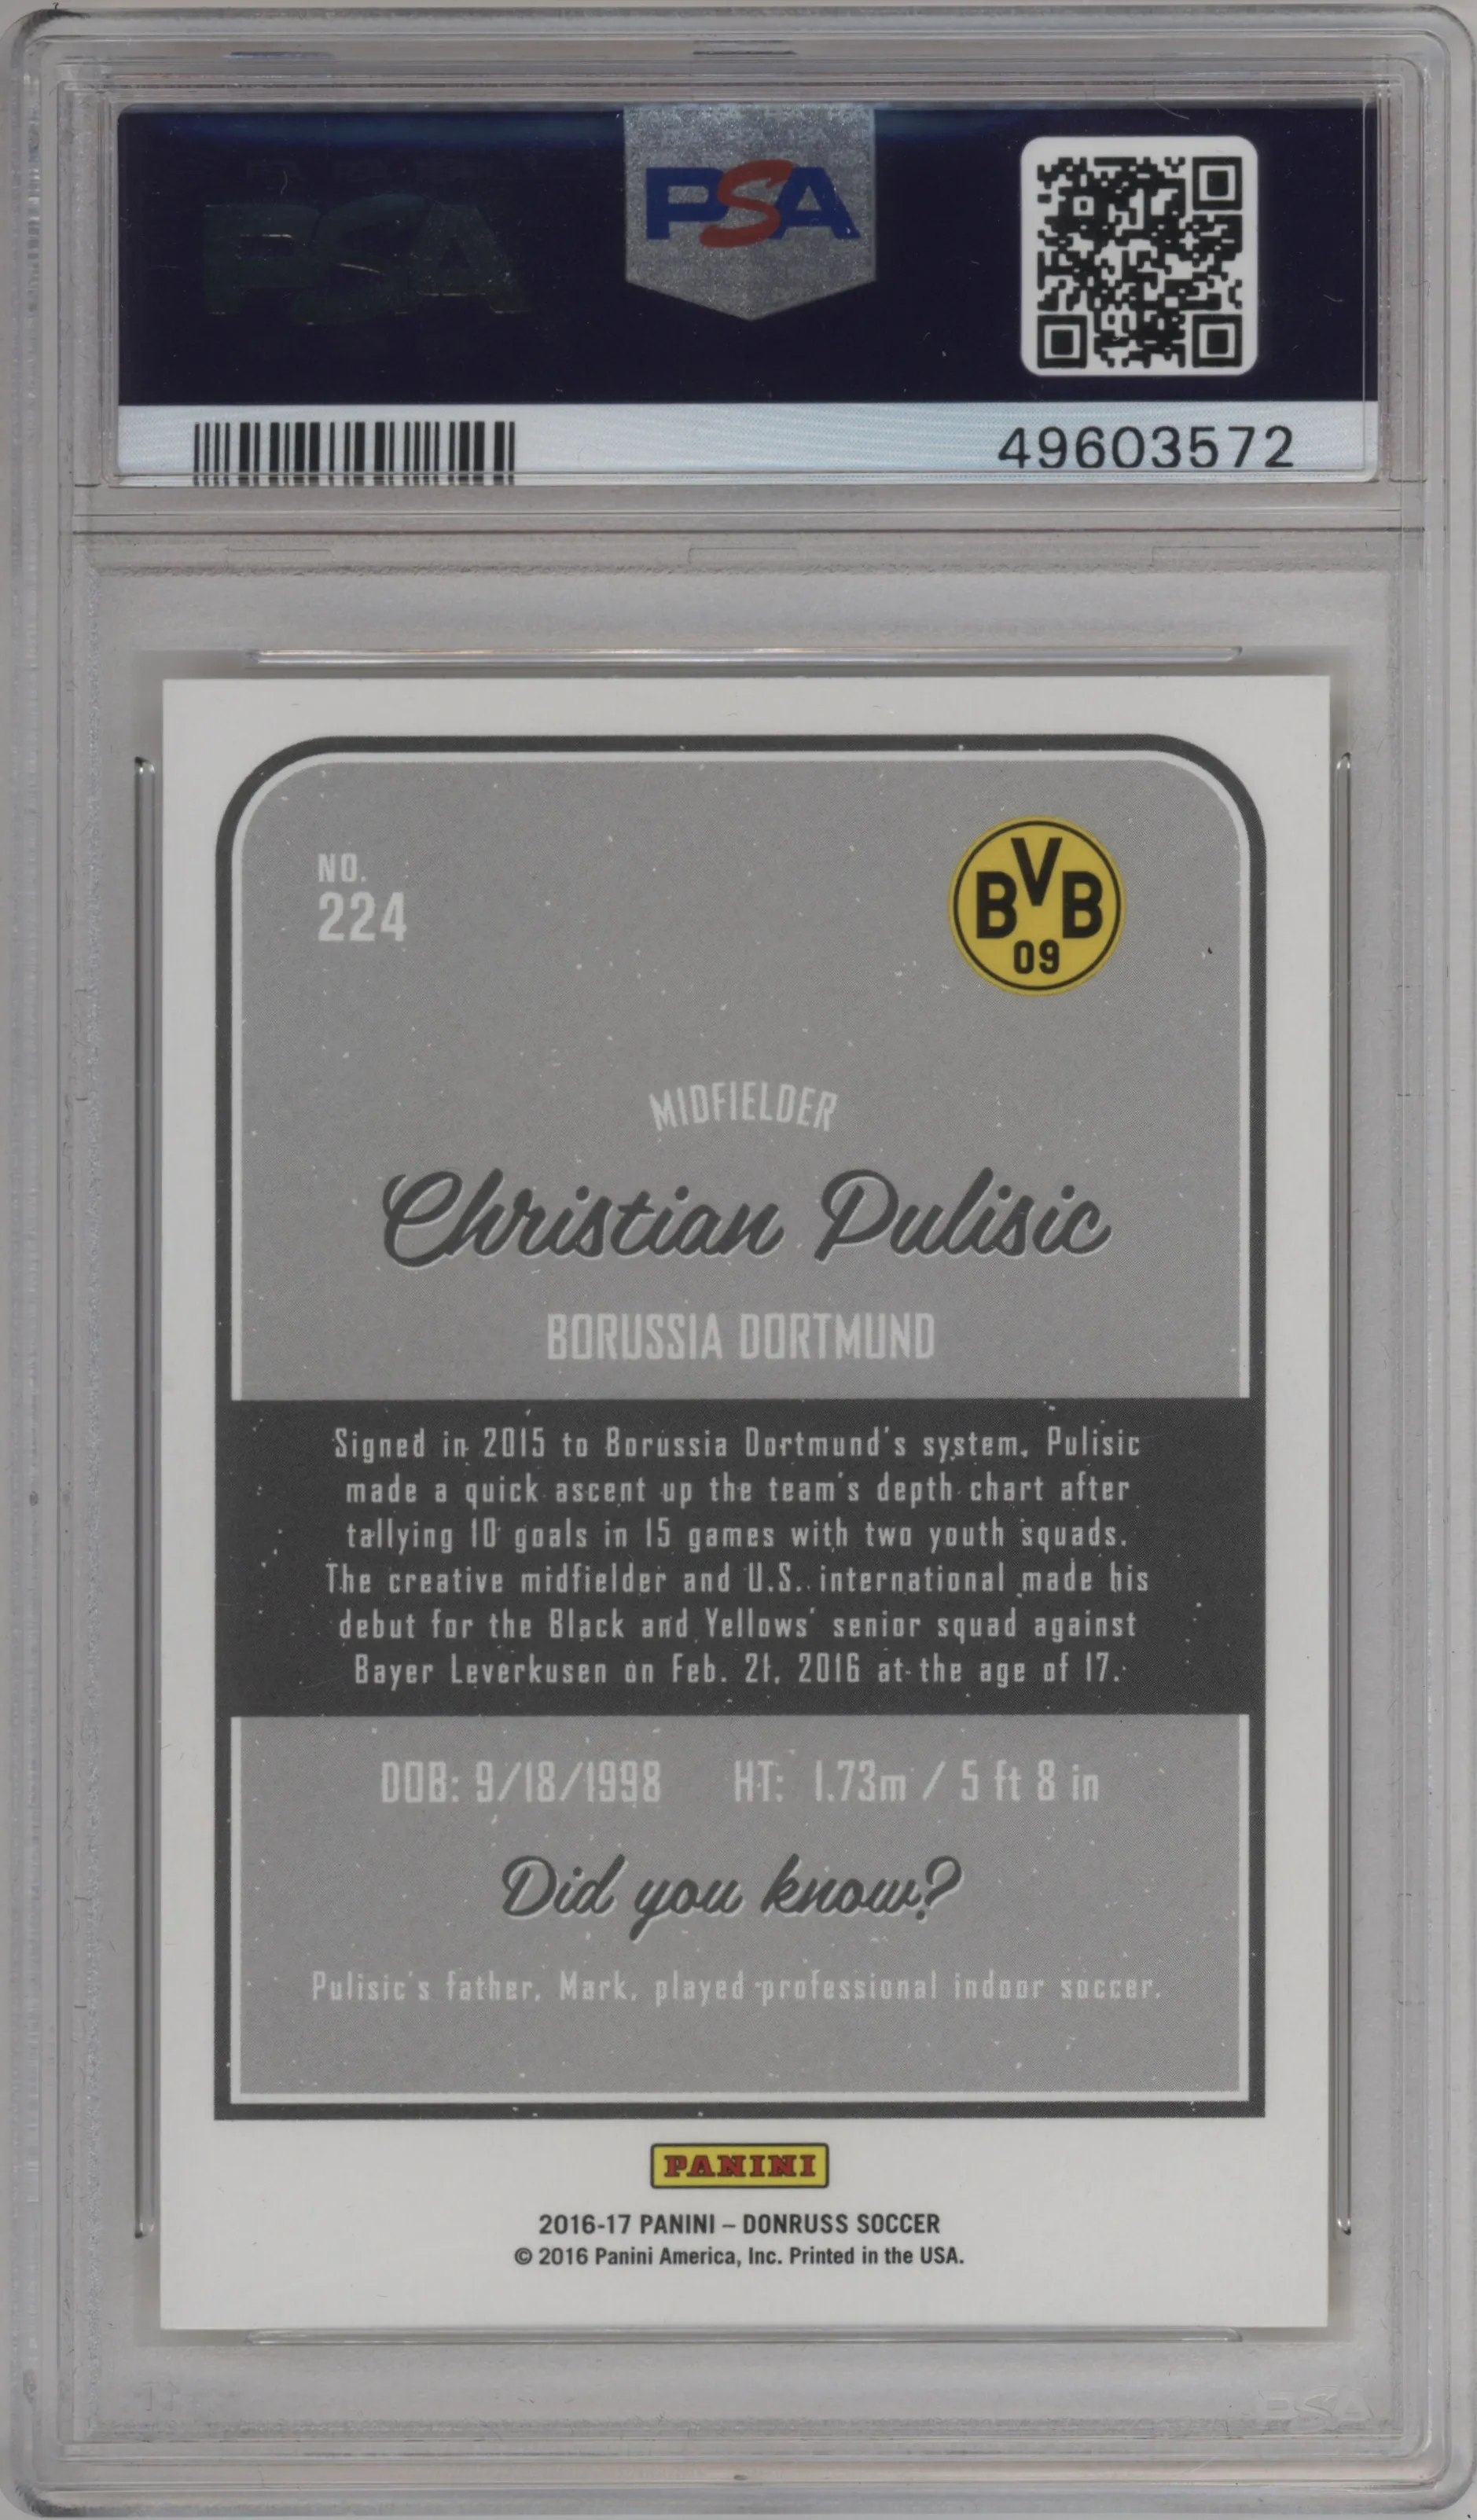 PSA
PSA
49603572
NO.
224
BVB
09
MIDFIELDER
Christian Pulisic
BORUSSIA DORTMUND
Signed in 2015 to Borussia Dortmund's system, Pulisic
made a quick ascent up the team's depth chart after
tallying 10 goals in 15 games with two youth squads.
The creative midfielder and U.S. international made his
debut for the Black and Yellows' senior squad against
Bayer Leverkusen on Feb. 21, 2016 at the age of 17.
DOB: 9/18/1998 HT: 1.73m / 5 ft 8 in
Did you know?
Pulisic's father, Mark, played professional indoor soccer.
PANINI
2016-17 PANINI – DONRUSS SOCCER
© 2016 Panini America, Inc. Printed in the USA.
PSA